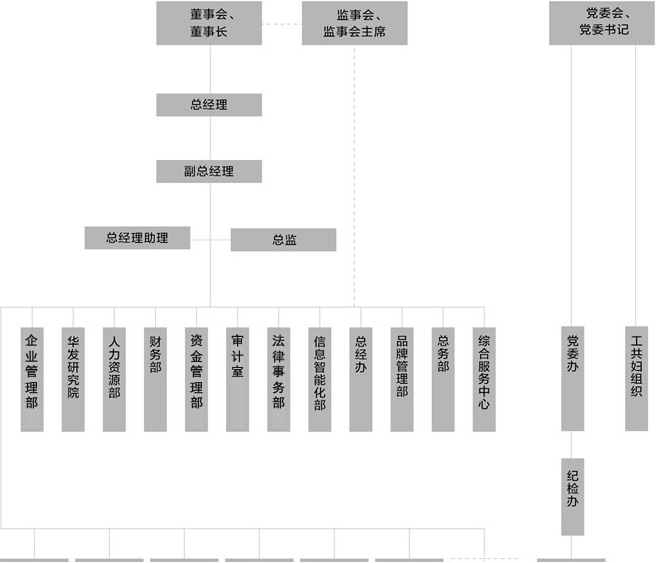 董事会、
董事长
监事会、
监事会主席
党委会、
党委书记
总经理
副总经理
总经理助理
总监
企业管理部
华发研究院
人力资源部
财务部
资金管理部
审计室
法律事务部
信息智能化部
总经办
品牌管理部
总务部
综合服务中心
党委办
工共妇组织
纪检办